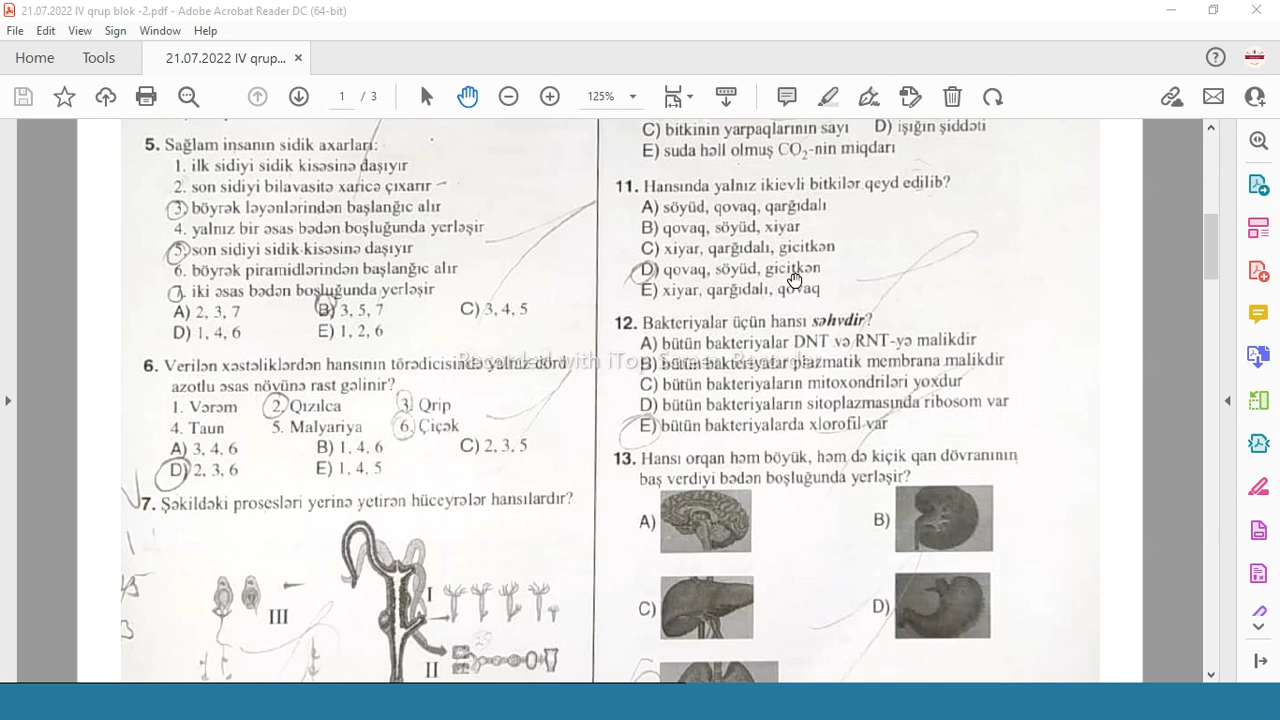 21.07.2022 IV qrup blok -2.pdf - Adobe Acrobat Reader DC (64-bit)
File Edit View Sign Window Help
Home Tools 21.07.2022 IV qrup... ×
1 / 3 125%
5. Sağlam insanın sidik axarları:
1. ilk sidiyi sidik kisəsinə daşıyır
2. son sidiyi bilavasitə xaricə çıxarır
3. böyrək ləyənlərindən başlanğıc alır
4. yalnız bir əsas bədən boşluğunda yerləşir
5. son sidiyi sidik kisəsinə daşıyır
6. böyrək piramidlərindən başlanğıc alır
7. iki əsas bədən boşluğunda yerləşir
A) 2, 3, 7 B) 3, 5, 7 C) 3, 4, 5
D) 1, 4, 6 E) 1, 2, 6
6. Verilən xəstəliklərdən hansının törədicisində yalnız dörd
azotlu əsas növünə rast gəlinir?
1. Vərəm 2. Qızılca 3. Qrip
4. Taun 5. Malyariya 6. Çiçək
A) 3, 4, 6 B) 1, 4, 6 C) 2, 3, 5
D) 2, 3, 6 E) 1, 4, 5
7. Şəkildəki prosesləri yerinə yetirən hüceyrələr hansılardır?
I
III
II
C) bitkinin yarpaqlarının sayı D) işığın şiddəti
E) suda həll olmuş CO₂-nin miqdarı
11. Hansında yalnız ikievli bitkilər qeyd edilib?
A) söyüd, qovaq, qarğıdalı
B) qovaq, söyüd, xiyar
C) xiyar, qarğıdalı, gicitkən
D) qovaq, söyüd, gicitkən
E) xiyar, qarğıdalı, qovaq
12. Bakteriyalar üçün hansı səhvdir?
A) bütün bakteriyalar DNT və RNT-yə malikdir
B) bütün bakteriyalar plazmatik membrana malikdir
C) bütün bakteriyaların mitoxondriləri yoxdur
D) bütün bakteriyaların sitoplazmasında ribosom var
E) bütün bakteriyalarda xlorofil var
13. Hansı orqan həm böyük, həm də kiçik qan dövranının
baş verdiyi bədən boşluğunda yerləşir?
A) B)
C) D)
Recorded with iTop Screen Recorder